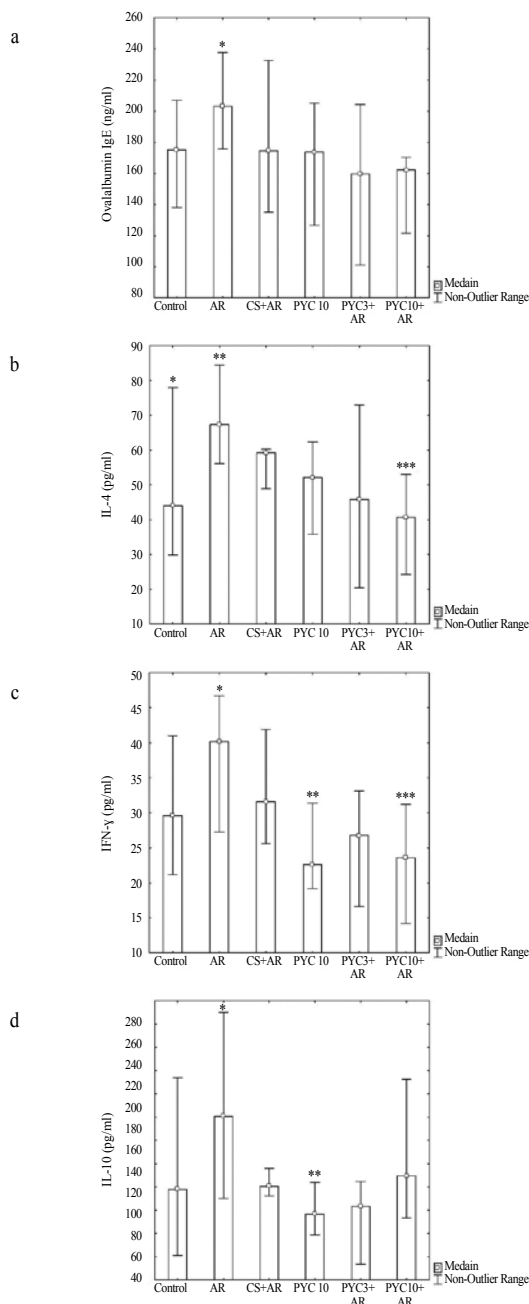 a
260
240
220
200
180
160
140
120
100
80
Ovalalbumin IgE (ng/ml)
*
Control AR CS+AR PYC 10 PYC3+ AR PYC10+ AR
Medain
Non-Outlier Range
b
90
80
70
60
50
40
30
20
10
IL-4 (pg/ml)
* ** ***
Control AR CS+AR PYC 10 PYC3+ AR PYC10+ AR
Medain
Non-Outlier Range
c
50
45
40
35
30
25
20
15
10
IFN-ɣ (pg/ml)
* ** ***
Control AR CS+AR PYC 10 PYC3+ AR PYC10+ AR
Medain
Non-Outlier Range
d
280
260
240
220
200
180
160
140
120
100
80
60
40
IL-10 (pg/ml)
* **
Control AR CS+AR PYC 10 PYC3+ AR PYC10+ AR
Medain
Non-Outlier Range